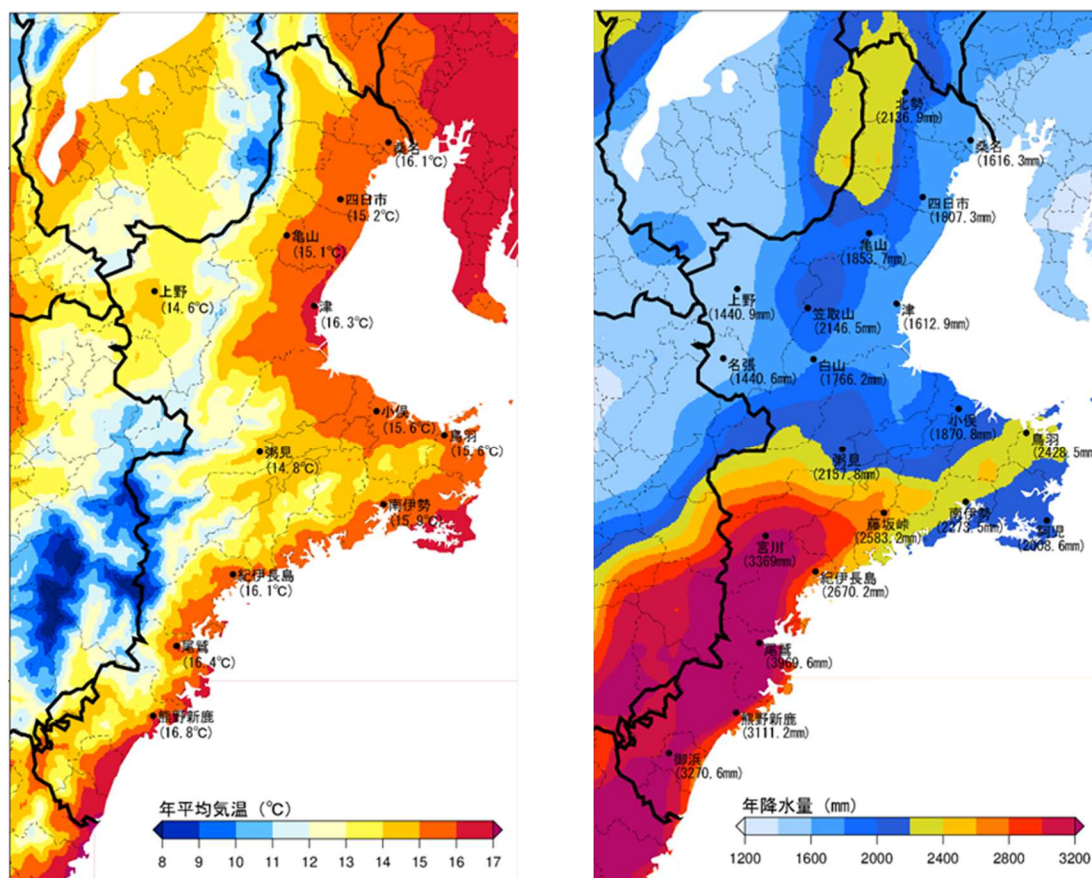 桑名
(16.1℃)
四日市
(15.2℃)
亀山
(15.1℃)
上野
(14.6℃)
津
(16.3℃)
小俣
(15.6℃)
鳥羽
(15.6℃)
粥見
(14.8℃)
南伊勢
(15.9℃)
紀伊長島
(16.1℃)
尾鷲
(16.4℃)
熊野新鹿
(16.8℃)
年平均気温 (℃)
8 9 10 11 12 13 14 15 16 17
北勢
(2136.9mm)
桑名
(1616.3mm)
四日市
(1807.3mm)
亀山
(1853.7mm)
上野
(1440.9mm)
笠取山
(2146.5mm)
津
(1612.9mm)
名張
(1440.6mm)
白山
(1766.2mm)
小俣
(1870.8mm)
鳥羽
(2428.5mm)
粥見
(2157.8mm)
南伊勢
(2273.5mm)
藤坂峠
(2583.2mm)
阿児
(2008.6mm)
宮川
(3369mm)
紀伊長島
(2670.2mm)
尾鷲
(3969.6mm)
熊野新鹿
(3111.2mm)
御浜
(3270.6mm)
年降水量 (mm)
1200 1600 2000 2400 2800 3200